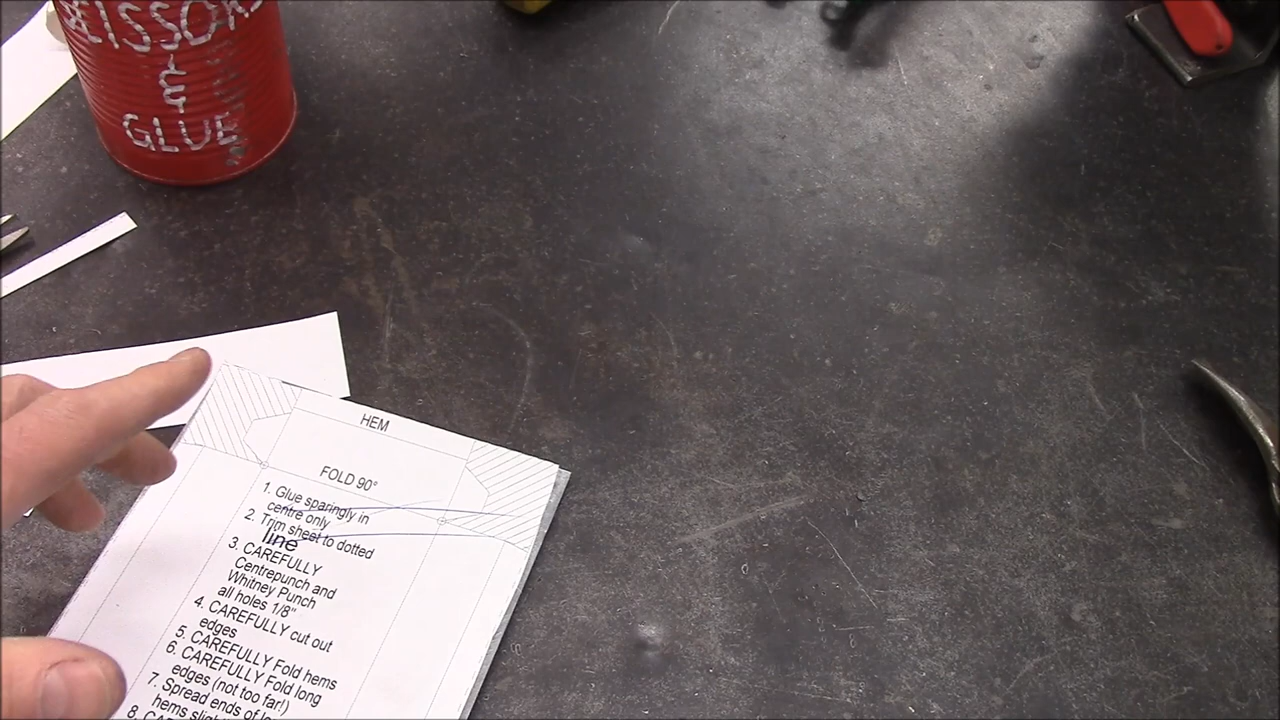 SCISSORS
&
GLUE
HEM
FOLD 90°
1. Glue sparingly in
centre only
2. Trim sheet to dotted
line
3. CAREFULLY
Centrepunch and
Whitney Punch
all holes 1/8"
4. CAREFULLY cut out
edges
5. CAREFULLY Fold hems
6. CAREFULLY Fold long
edges (not too far!)
7. Spread ends of
hems
8.